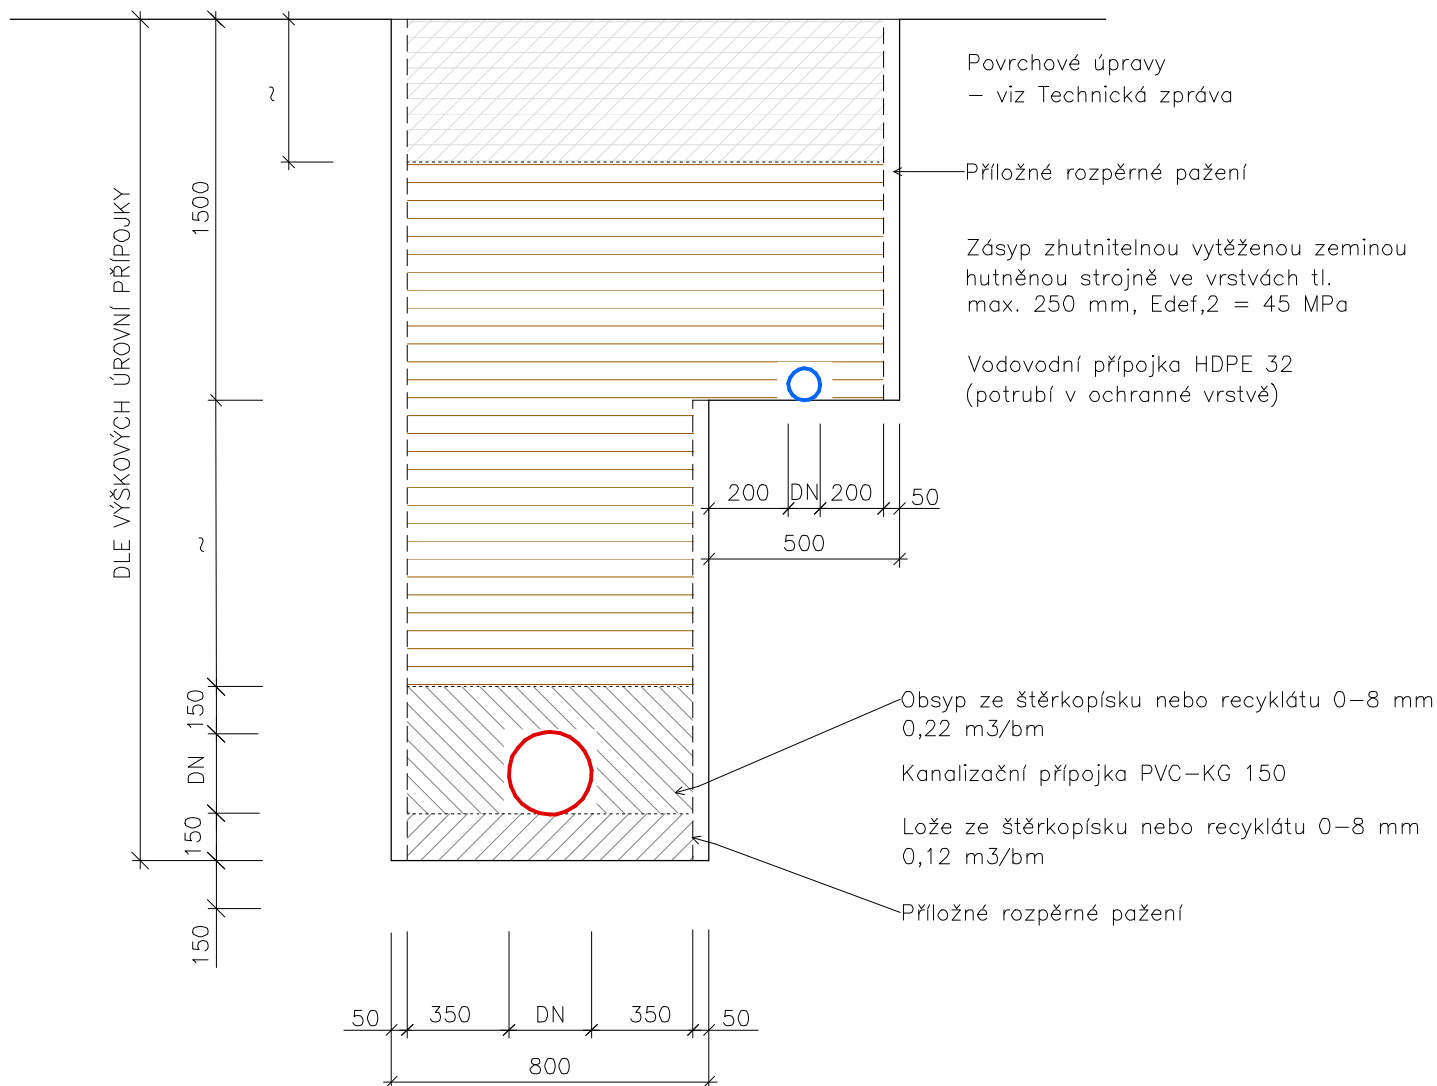 Povrchové úpravy
– viz Technická zpráva
Příložné rozpěrné pažení
Zásyp zhutnitelnou vytěženou zeminou
hutněnou strojně ve vrstvách tl.
max. 250 mm, Edef,2 = 45 MPa
Vodovodní přípojka HDPE 32
(potrubí v ochranné vrstvě)
DLE VÝŠKOVÝCH ÚROVNÍ PŘÍPOJKY
~
1500
~
150
DN
150
150
200 DN 200 50
500
Obsyp ze štěrkopísku nebo recyklátu 0–8 mm
0,22 m3/bm
Kanalizační přípojka PVC–KG 150
Lože ze štěrkopísku nebo recyklátu 0–8 mm
0,12 m3/bm
Příložné rozpěrné pažení
50 350 DN 350 50
800